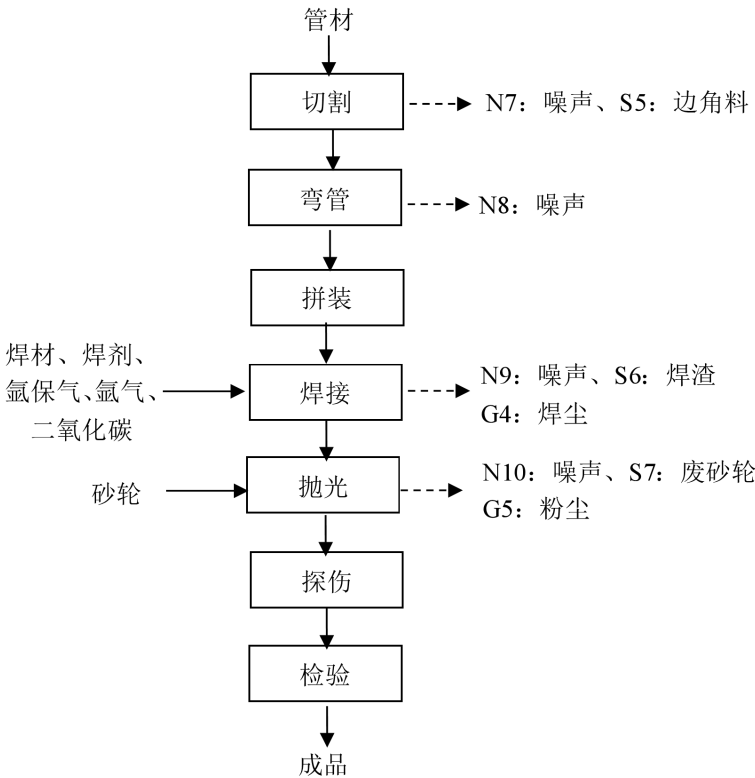 管材
切割
N7：噪声、S5：边角料
弯管
N8：噪声
拼装
焊材、焊剂、
氩保气、氩气、
二氧化碳
焊接
N9：噪声、S6：焊渣
G4：焊尘
砂轮
抛光
N10：噪声、S7：废砂轮
G5：粉尘
探伤
检验
成品